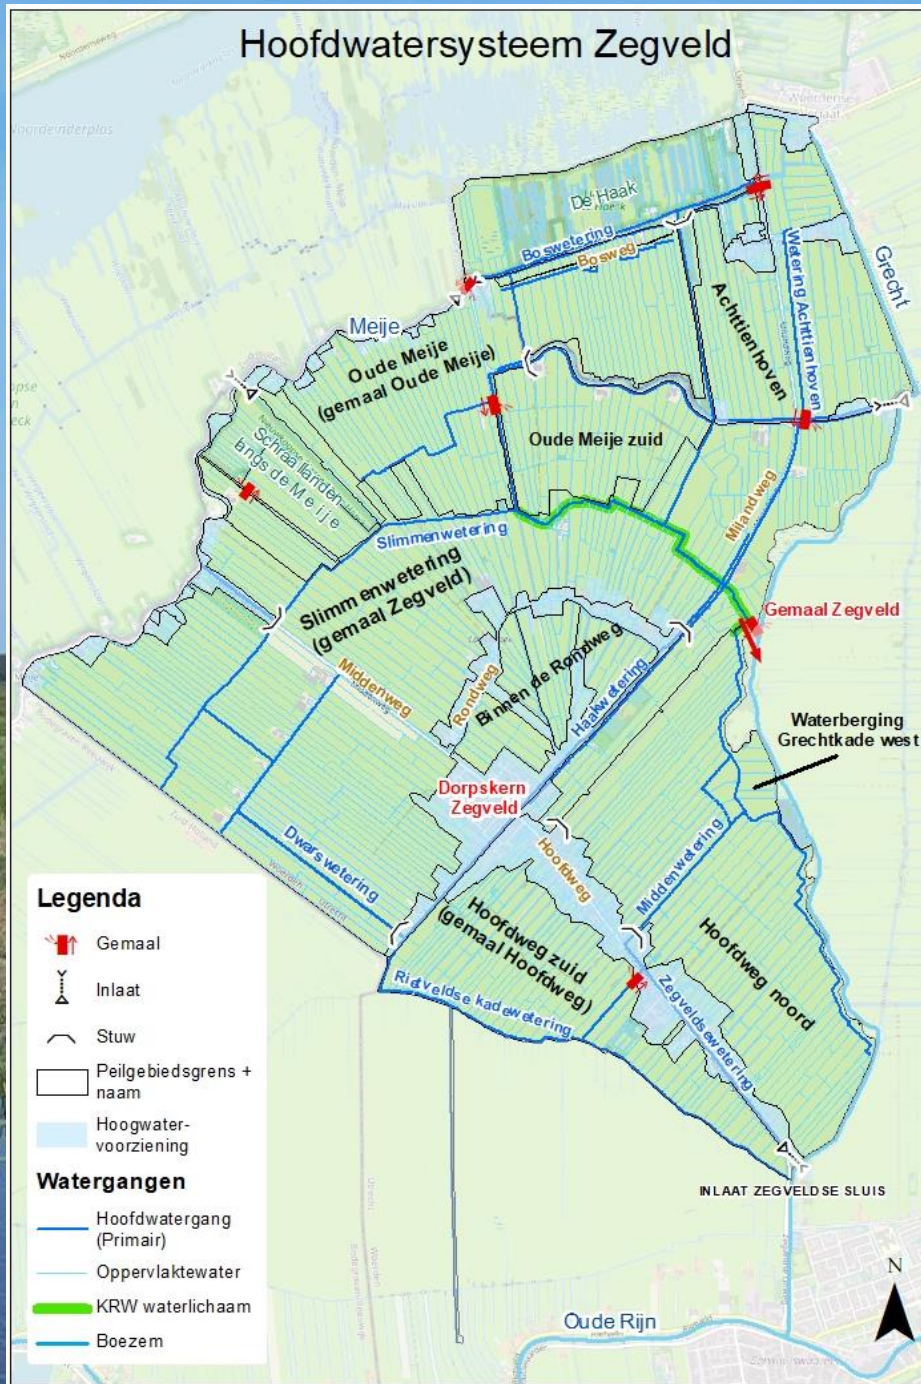 Hoofdwatersysteem Zegveld
Noordeinderplas
De Haak
Boswetering
Bosweg
Wetering Achttienhoven
Grecht
Meije
Achttienhoven
Oude Meije
(gemaal Oude Meije)
Oude Meije zuid
Schraallanden
langs de Meije
Slimmenwetering
Milandweg
Slimmenwetering
(gemaal Zegveld)
Gemaal Zegveld
Binnen de Rondweg
Rondweg
Haakwetering
Middenweg
Meije
Waterberging
Grechtkade west
Dorpskern
Zegveld
Hoofdweg
Middenwetering
Dwarswetering
Hoofdweg zuid
(gemaal Hoofdweg)
Hoofdweg noord
Rietveldse kadewetering
Zegveldsewetering
INLAAT ZEGVELDSE SLUIS
Oude Rijn
N
Legenda
Gemaal
Inlaat
Stuw
Peilgebiedsgrens +
naam
Hoogwater-
voorziening
Watergangen
Hoofdwatergang
(Primair)
Oppervlaktewater
KRW waterlichaam
Boezem